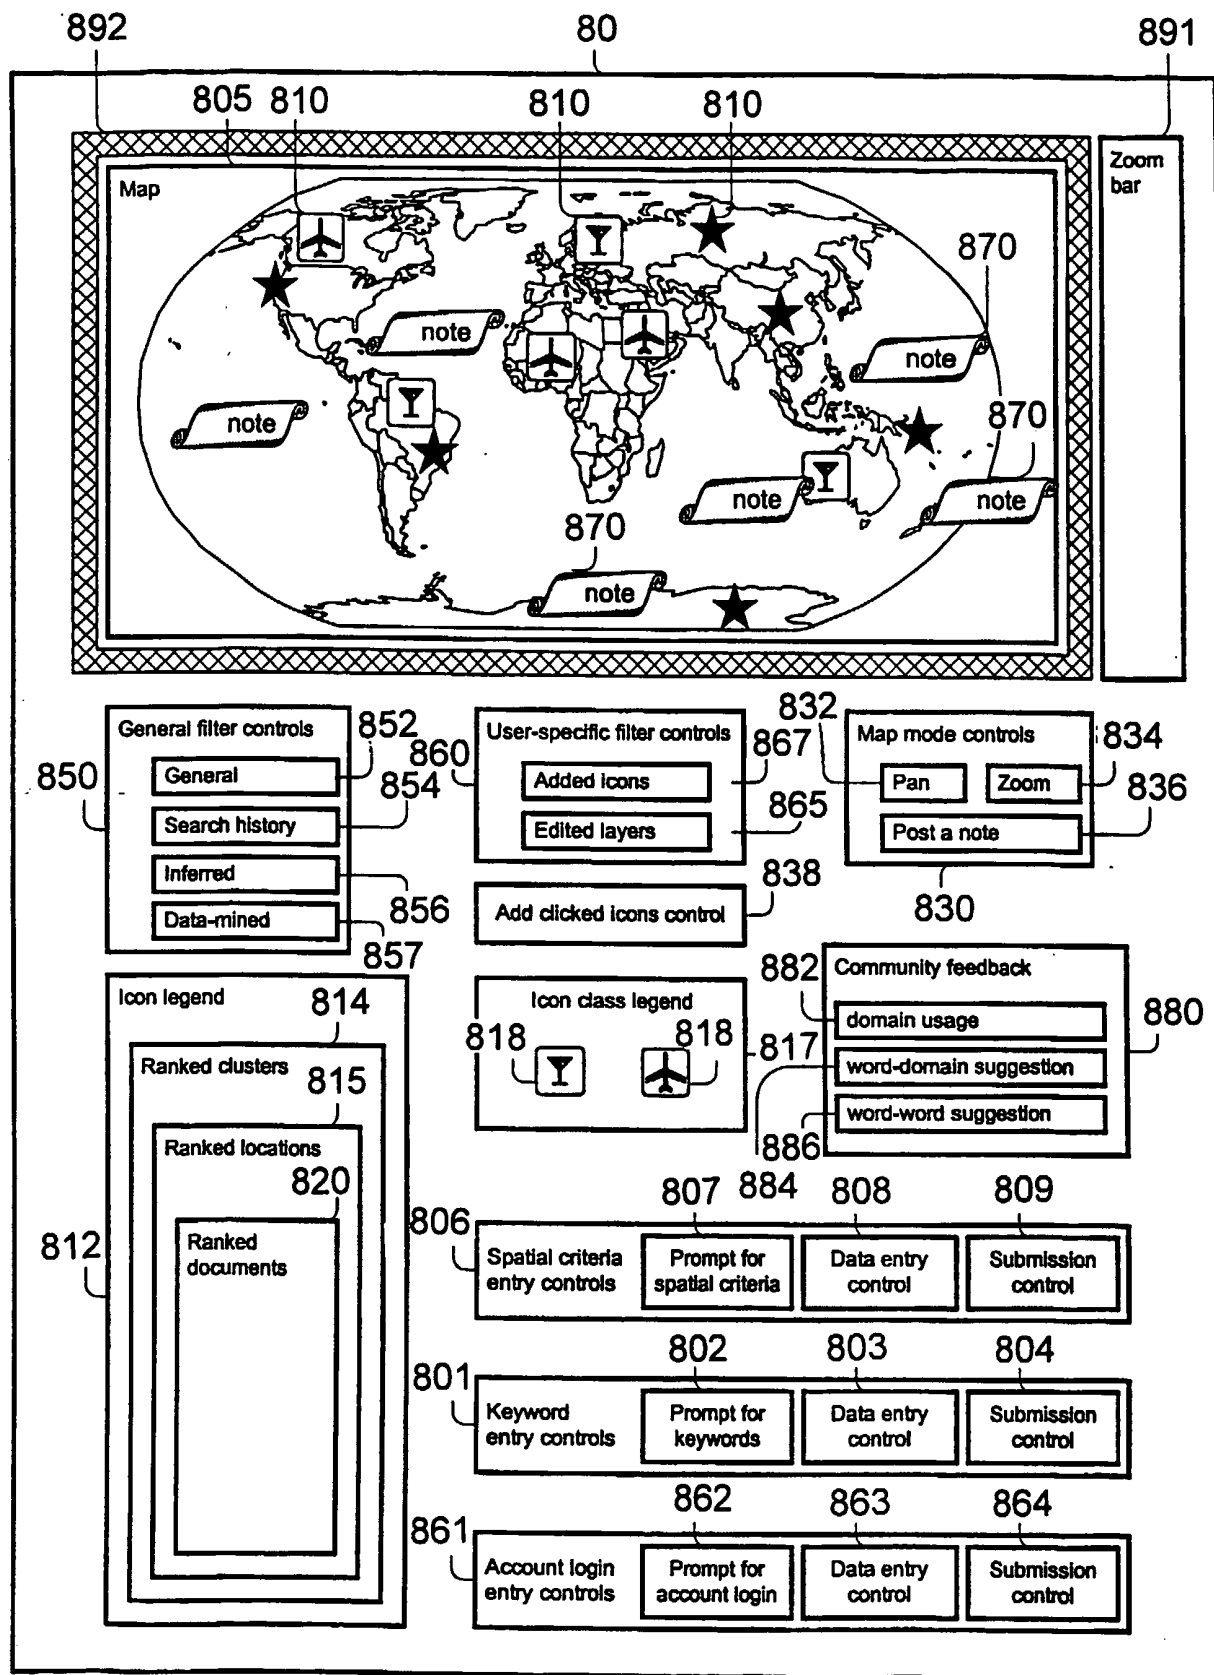 892 80 891
805 810 810 810
Zoom
bar
Map
870
note
note
note
870
note
note
870
note
832
General filter controls 852
User-specific filter controls 867
Map mode controls 834
850 General 854
860 Added icons
Pan Zoom 836
Search history
Edited layers 865
Post a note
Inferred 856
838
830
Data-mined 857
Add clicked icons control
882 Community feedback
Icon legend 814
Icon class legend
domain usage 880
818 818 817
Ranked clusters 815
word-domain suggestion
Ranked locations 820
word-word suggestion
886
884
807 808 809
806
812
Ranked
documents
Spatial criteria
entry controls
Prompt for
spatial criteria
Data entry
control
Submission
control
802 803 804
801
Keyword
entry controls
Prompt for
keywords
Data entry
control
Submission
control
862 863 864
861
Account login
entry controls
Prompt for
account login
Data entry
control
Submission
control